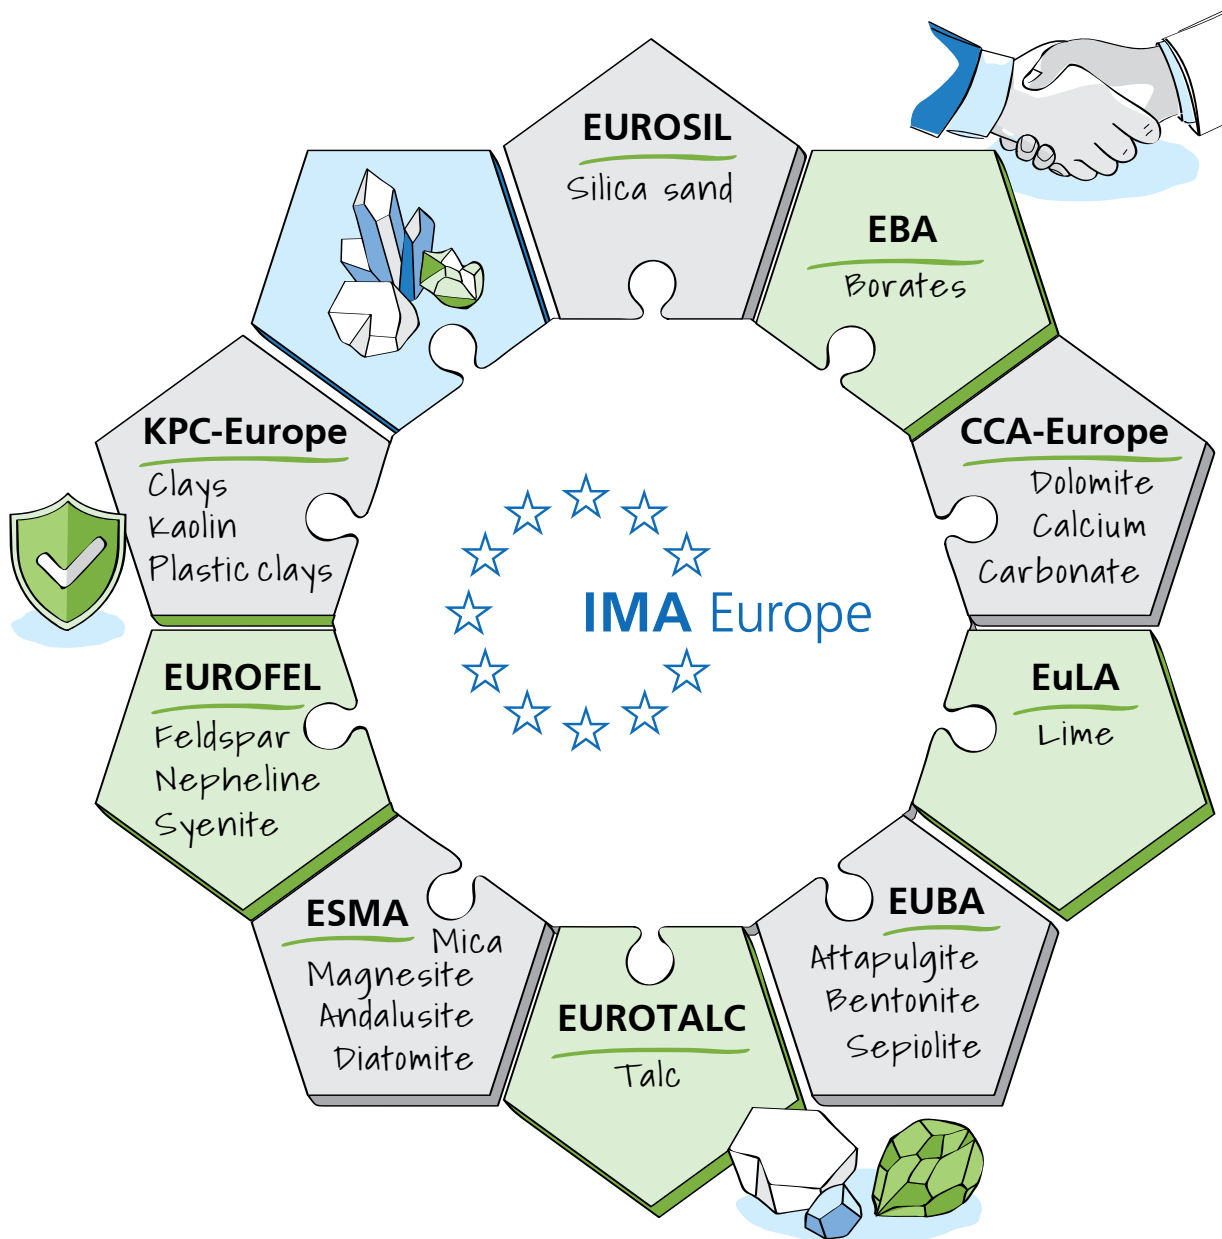 EUROSIL
Silica sand
EBA
Borates
CCA-Europe
Dolomite
Calcium
Carbonate
EuLA
Lime
EUBA
Attapulgite
Bentonite
Sepiolite
EUROTALC
Talc
ESMA
Mica
Magnesite
Andalusite
Diatomite
EUROFEL
Feldspar
Nepheline
Syenite
KPC-Europe
Clays
Kaolin
Plastic clays
IMA Europe